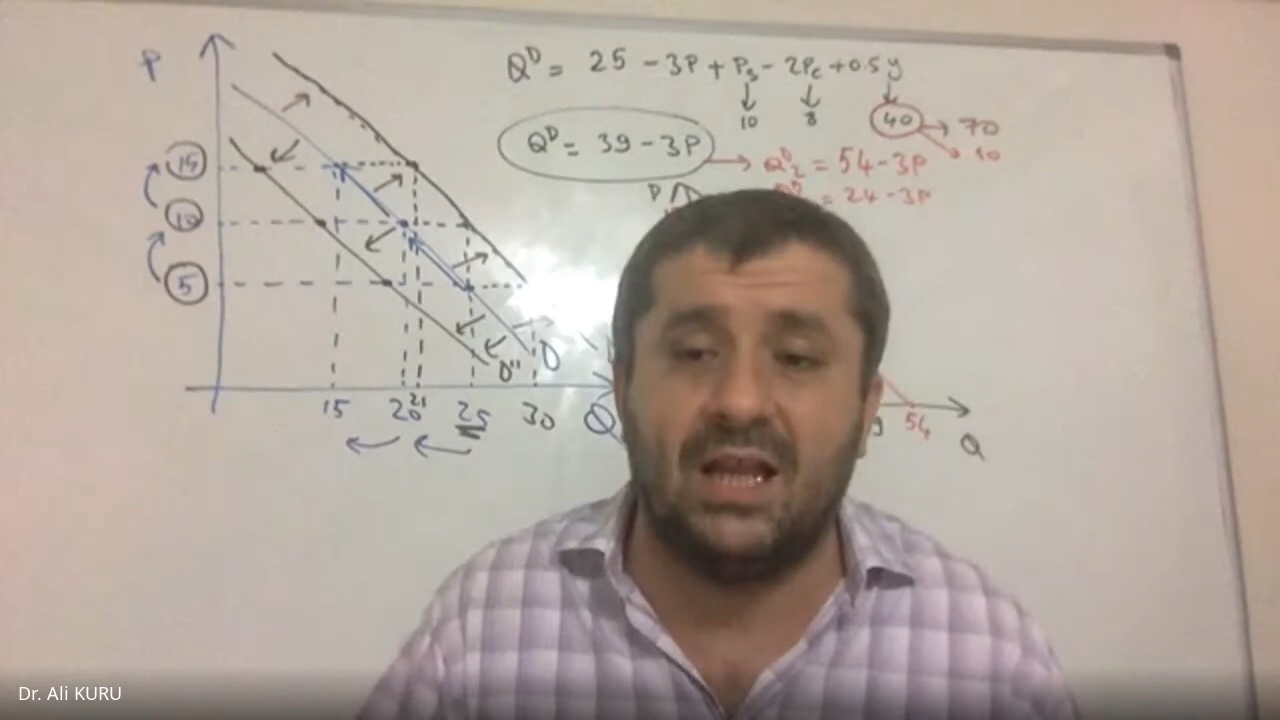 P
15
10
5
15 20 21 25 30 Q
D
D"
Q^D = 25 - 3P + P_s - 2P_c + 0.5y
10 8 40 → 70
10
Q^D = 39 - 3P → Q^D_2 = 54 - 3P
= 24 - 3P
P
54
Q
Dr. Ali KURU